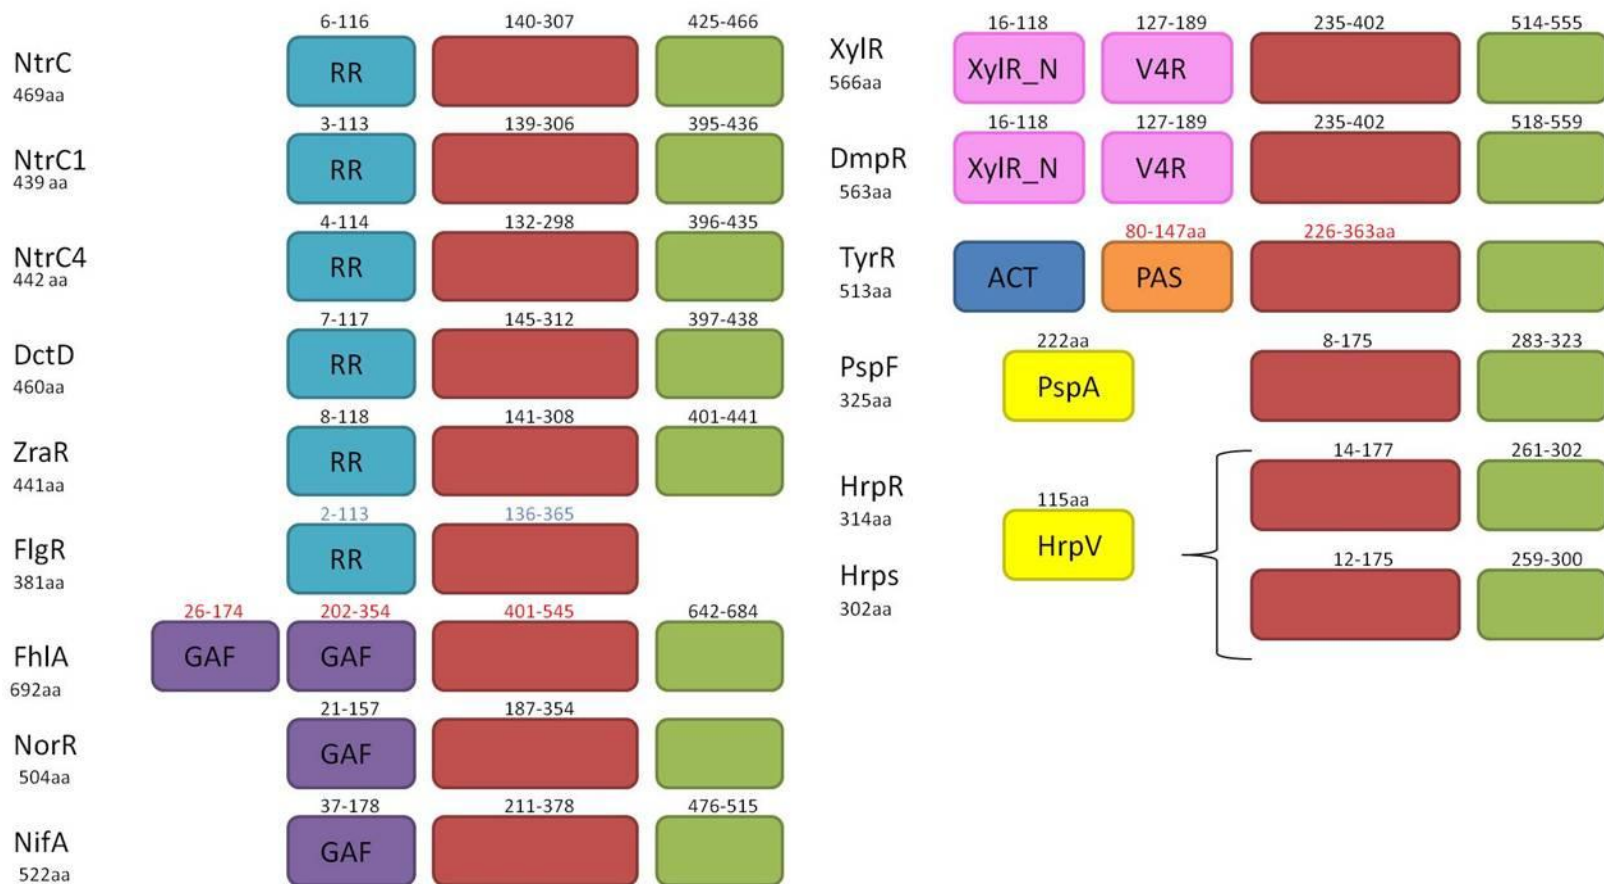 6-116 140-307 425-466
NtrC
469aa
RR
3-113 139-306 395-436
NtrC1
439 aa
RR
4-114 132-298 396-435
NtrC4
442 aa
RR
7-117 145-312 397-438
DctD
460aa
RR
8-118 141-308 401-441
ZraR
441aa
RR
2-113 136-365
FlgR
381aa
RR
26-174 202-354 401-545 642-684
FhlA
692aa
GAF GAF
21-157 187-354
NorR
504aa
GAF
37-178 211-378 476-515
NifA
522aa
GAF
16-118 127-189 235-402 514-555
XylR
566aa
XylR_N V4R
16-118 127-189 235-402 518-559
DmpR
563aa
XylR_N V4R
80-147aa 226-363aa
TyrR
513aa
ACT PAS
222aa 8-175 283-323
PspF
325aa
PspA
14-177 261-302
HrpR
314aa
115aa
HrpV
12-175 259-300
Hrps
302aa